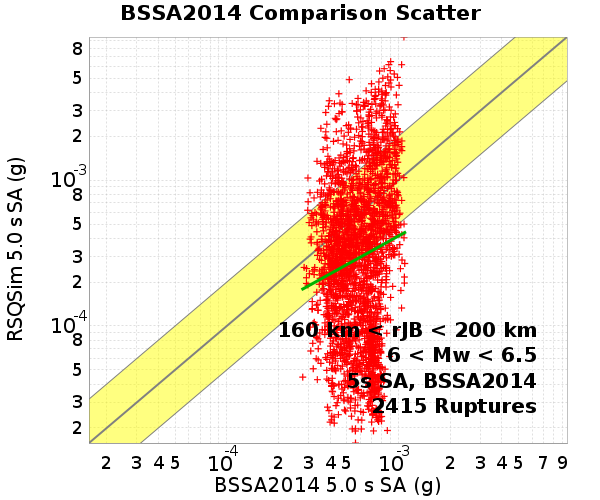 BSSA2014 Comparison Scatter
RSQSim 5.0 s SA (g)
8
5
3
2
10-3
8
5
3
2
10-4
8
5
3
2
160 km < rJB < 200 km
6 < Mw < 6.5
5s SA, BSSA2014
2415 Ruptures
2 3 4 5 10-4 2 3 4 5 10-3 2 3 4 5 7 9
BSSA2014 5.0 s SA (g)